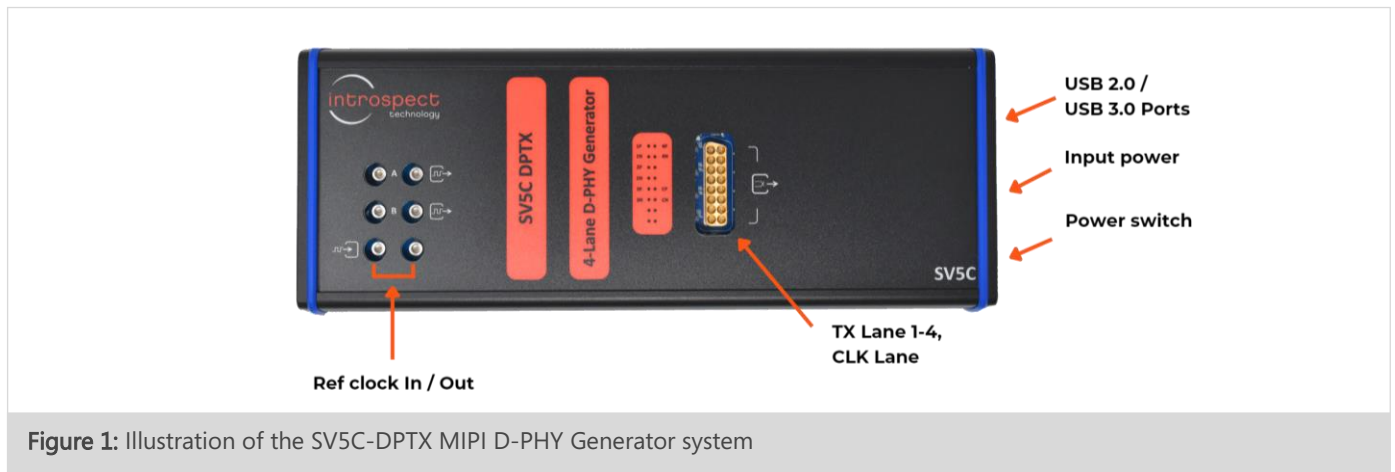 introspect
technology
A
B
SV5C DPTX
4-Lane D-PHY Generator
SV5C
USB 2.0 /
USB 3.0 Ports
Input power
Power switch
TX Lane 1-4,
CLK Lane
Ref clock In / Out
Figure 1: Illustration of the SV5C-DPTX MIPI D-PHY Generator system